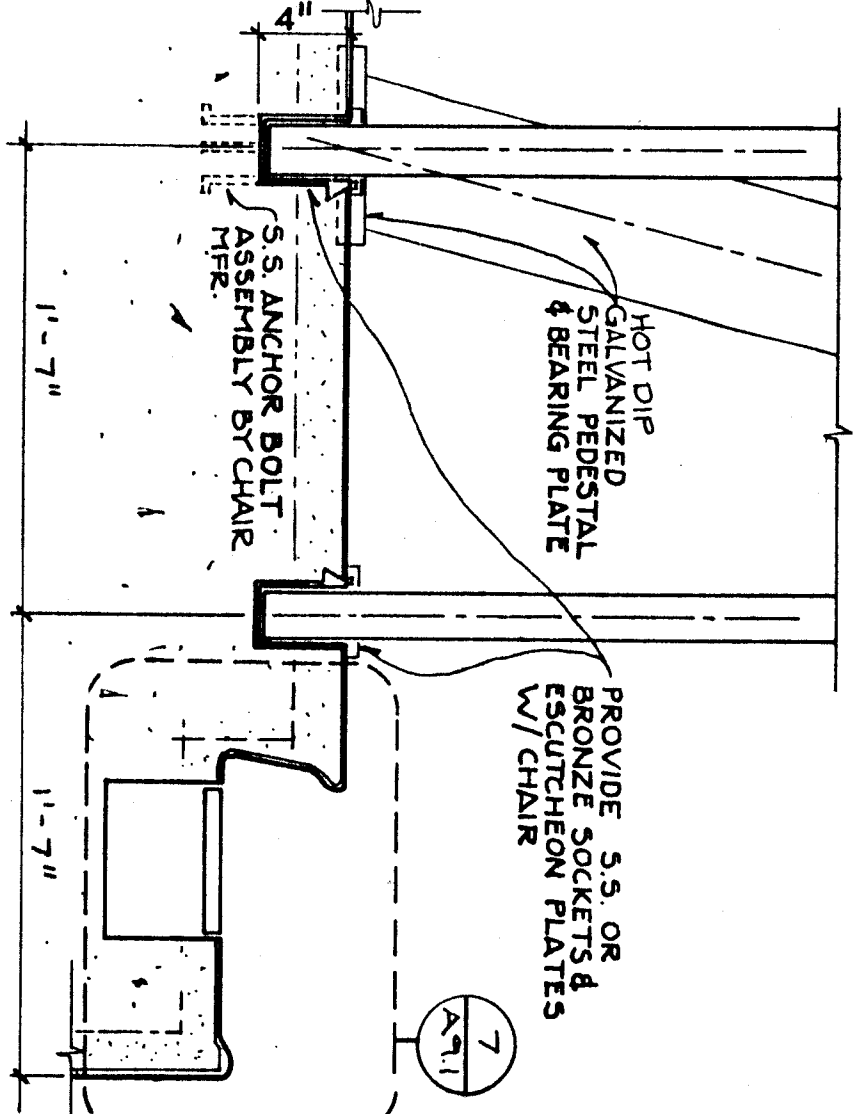 4"
HOT DIP
GALVANIZED
STEEL PEDESTAL
& BEARING PLATE
S.S. ANCHOR BOLT
ASSEMBLY BY CHAIR
MFR.
1'-7"
PROVIDE S.S. OR
BRONZE SOCKETS &
ESCUTCHEON PLATES
W/ CHAIR
1'-7"
7
A9.1